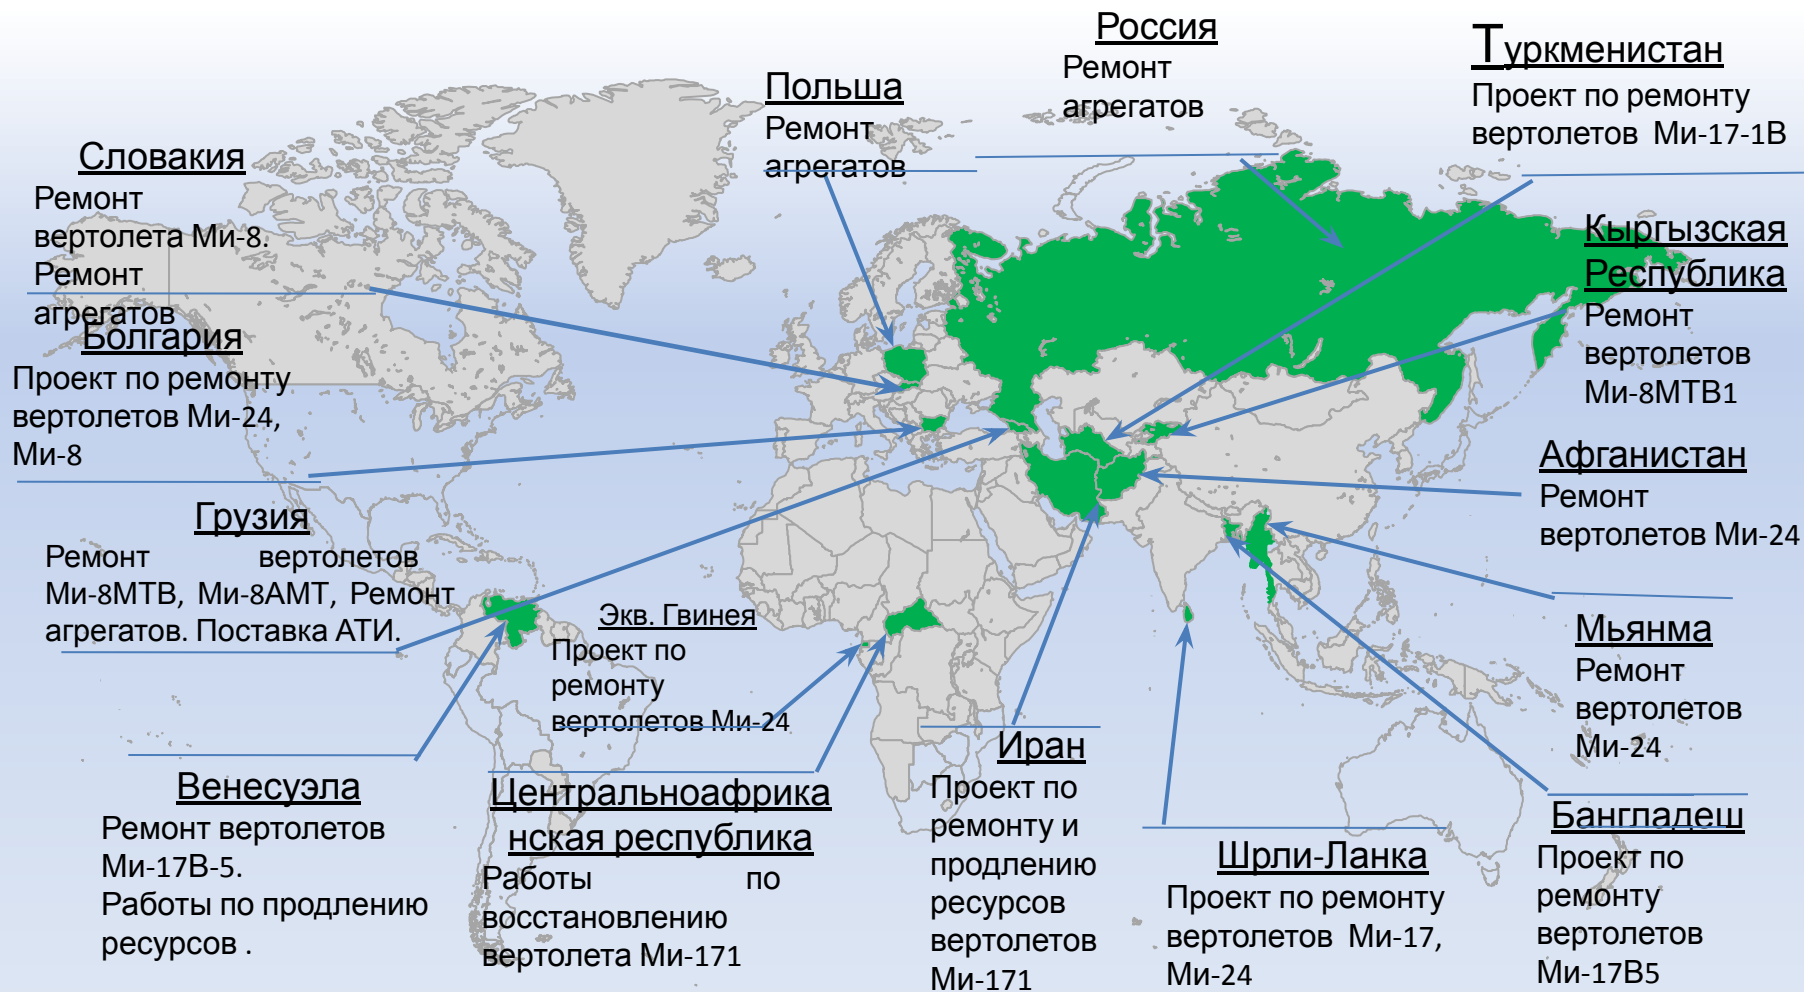 Россия
Ремонт
агрегатов
Туркменистан
Проект по ремонту
вертолетов Ми-17-1В
Польша
Ремонт
агрегатов
Словакия
Ремонт
вертолета Ми-8.
Ремонт
агрегатов
Кыргызская
Республика
Ремонт
вертолетов
Ми-8МТВ1
Болгария
Проект по ремонту
вертолетов Ми-24,
Ми-8
Афганистан
Ремонт
вертолетов Ми-24
Грузия
Ремонт вертолетов
Ми-8МТВ, Ми-8АМТ, Ремонт
агрегатов. Поставка АТИ.
Экв. Гвинея
Проект по
ремонту
вертолетов Ми-24
Мьянма
Ремонт
вертолетов
Ми-24
Венесуэла
Ремонт вертолетов
Ми-17В-5.
Работы по продлению
ресурсов .
Центральноафрика
нская республика
Работы по
восстановлению
вертолета Ми-171
Иран
Проект по
ремонту и
продлению
ресурсов
вертолетов
Ми-171
Шрли-Ланка
Проект по ремонту
вертолетов Ми-17,
Ми-24
Бангладеш
Проект по
ремонту
вертолетов
Ми-17В5